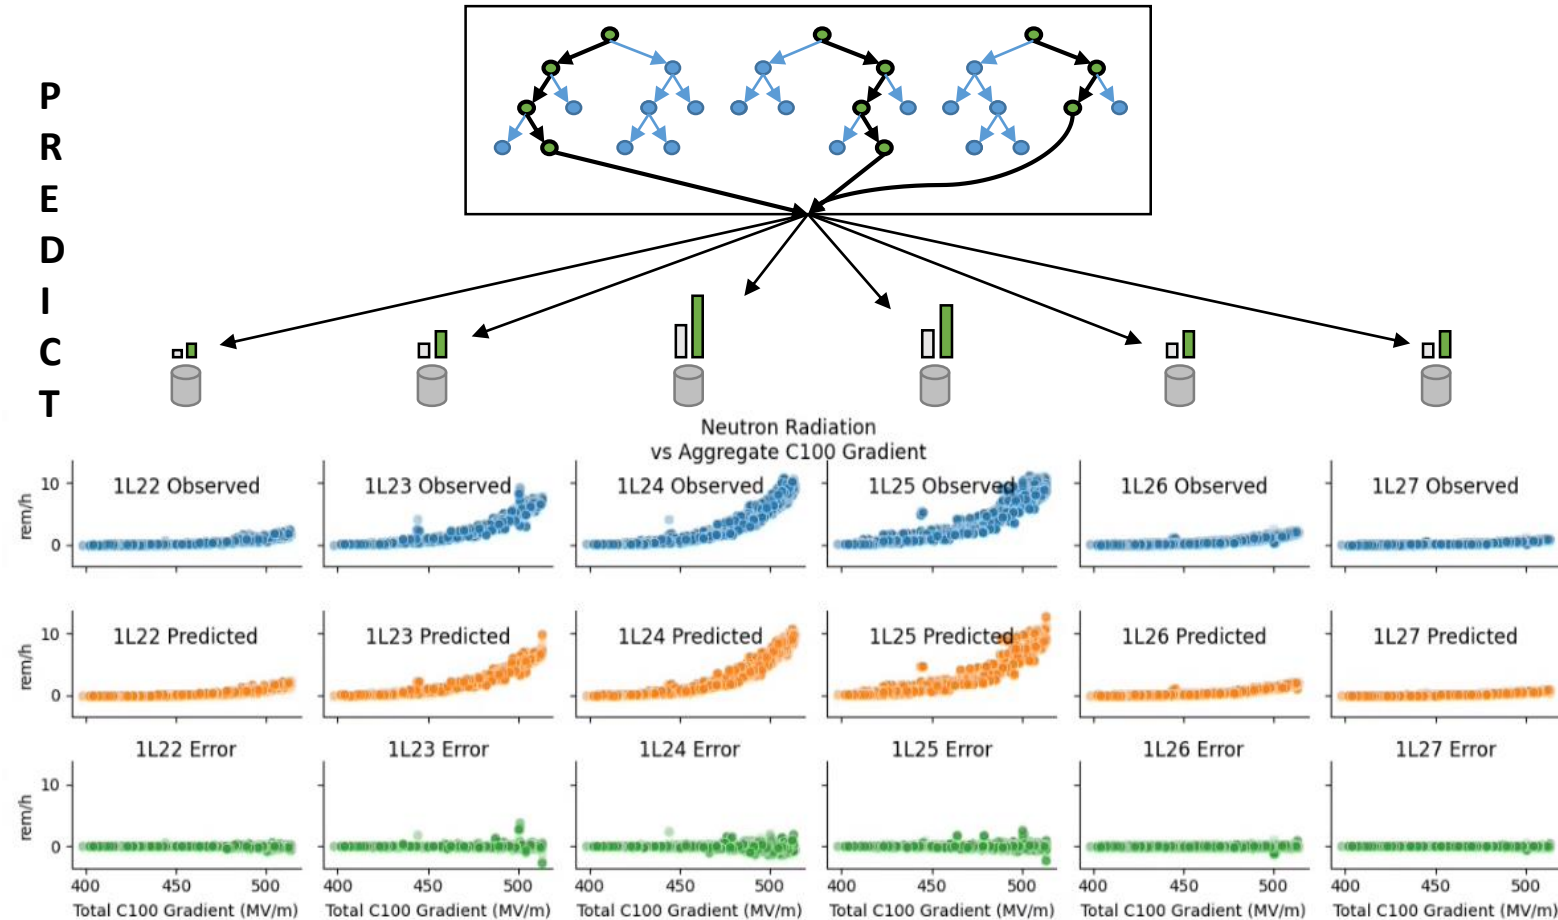 P
R
E
D
I
C
T
Neutron Radiation
vs Aggregate C100 Gradient
10
0
rem/h
1L22 Observed
1L23 Observed
1L24 Observed
1L25 Observed
1L26 Observed
1L27 Observed
10
0
rem/h
1L22 Predicted
1L23 Predicted
1L24 Predicted
1L25 Predicted
1L26 Predicted
1L27 Predicted
1L22 Error
1L23 Error
1L24 Error
1L25 Error
1L26 Error
1L27 Error
10
0
rem/h
400 450 500
400 450 500
400 450 500
400 450 500
400 450 500
400 450 500
Total C100 Gradient (MV/m)
Total C100 Gradient (MV/m)
Total C100 Gradient (MV/m)
Total C100 Gradient (MV/m)
Total C100 Gradient (MV/m)
Total C100 Gradient (MV/m)